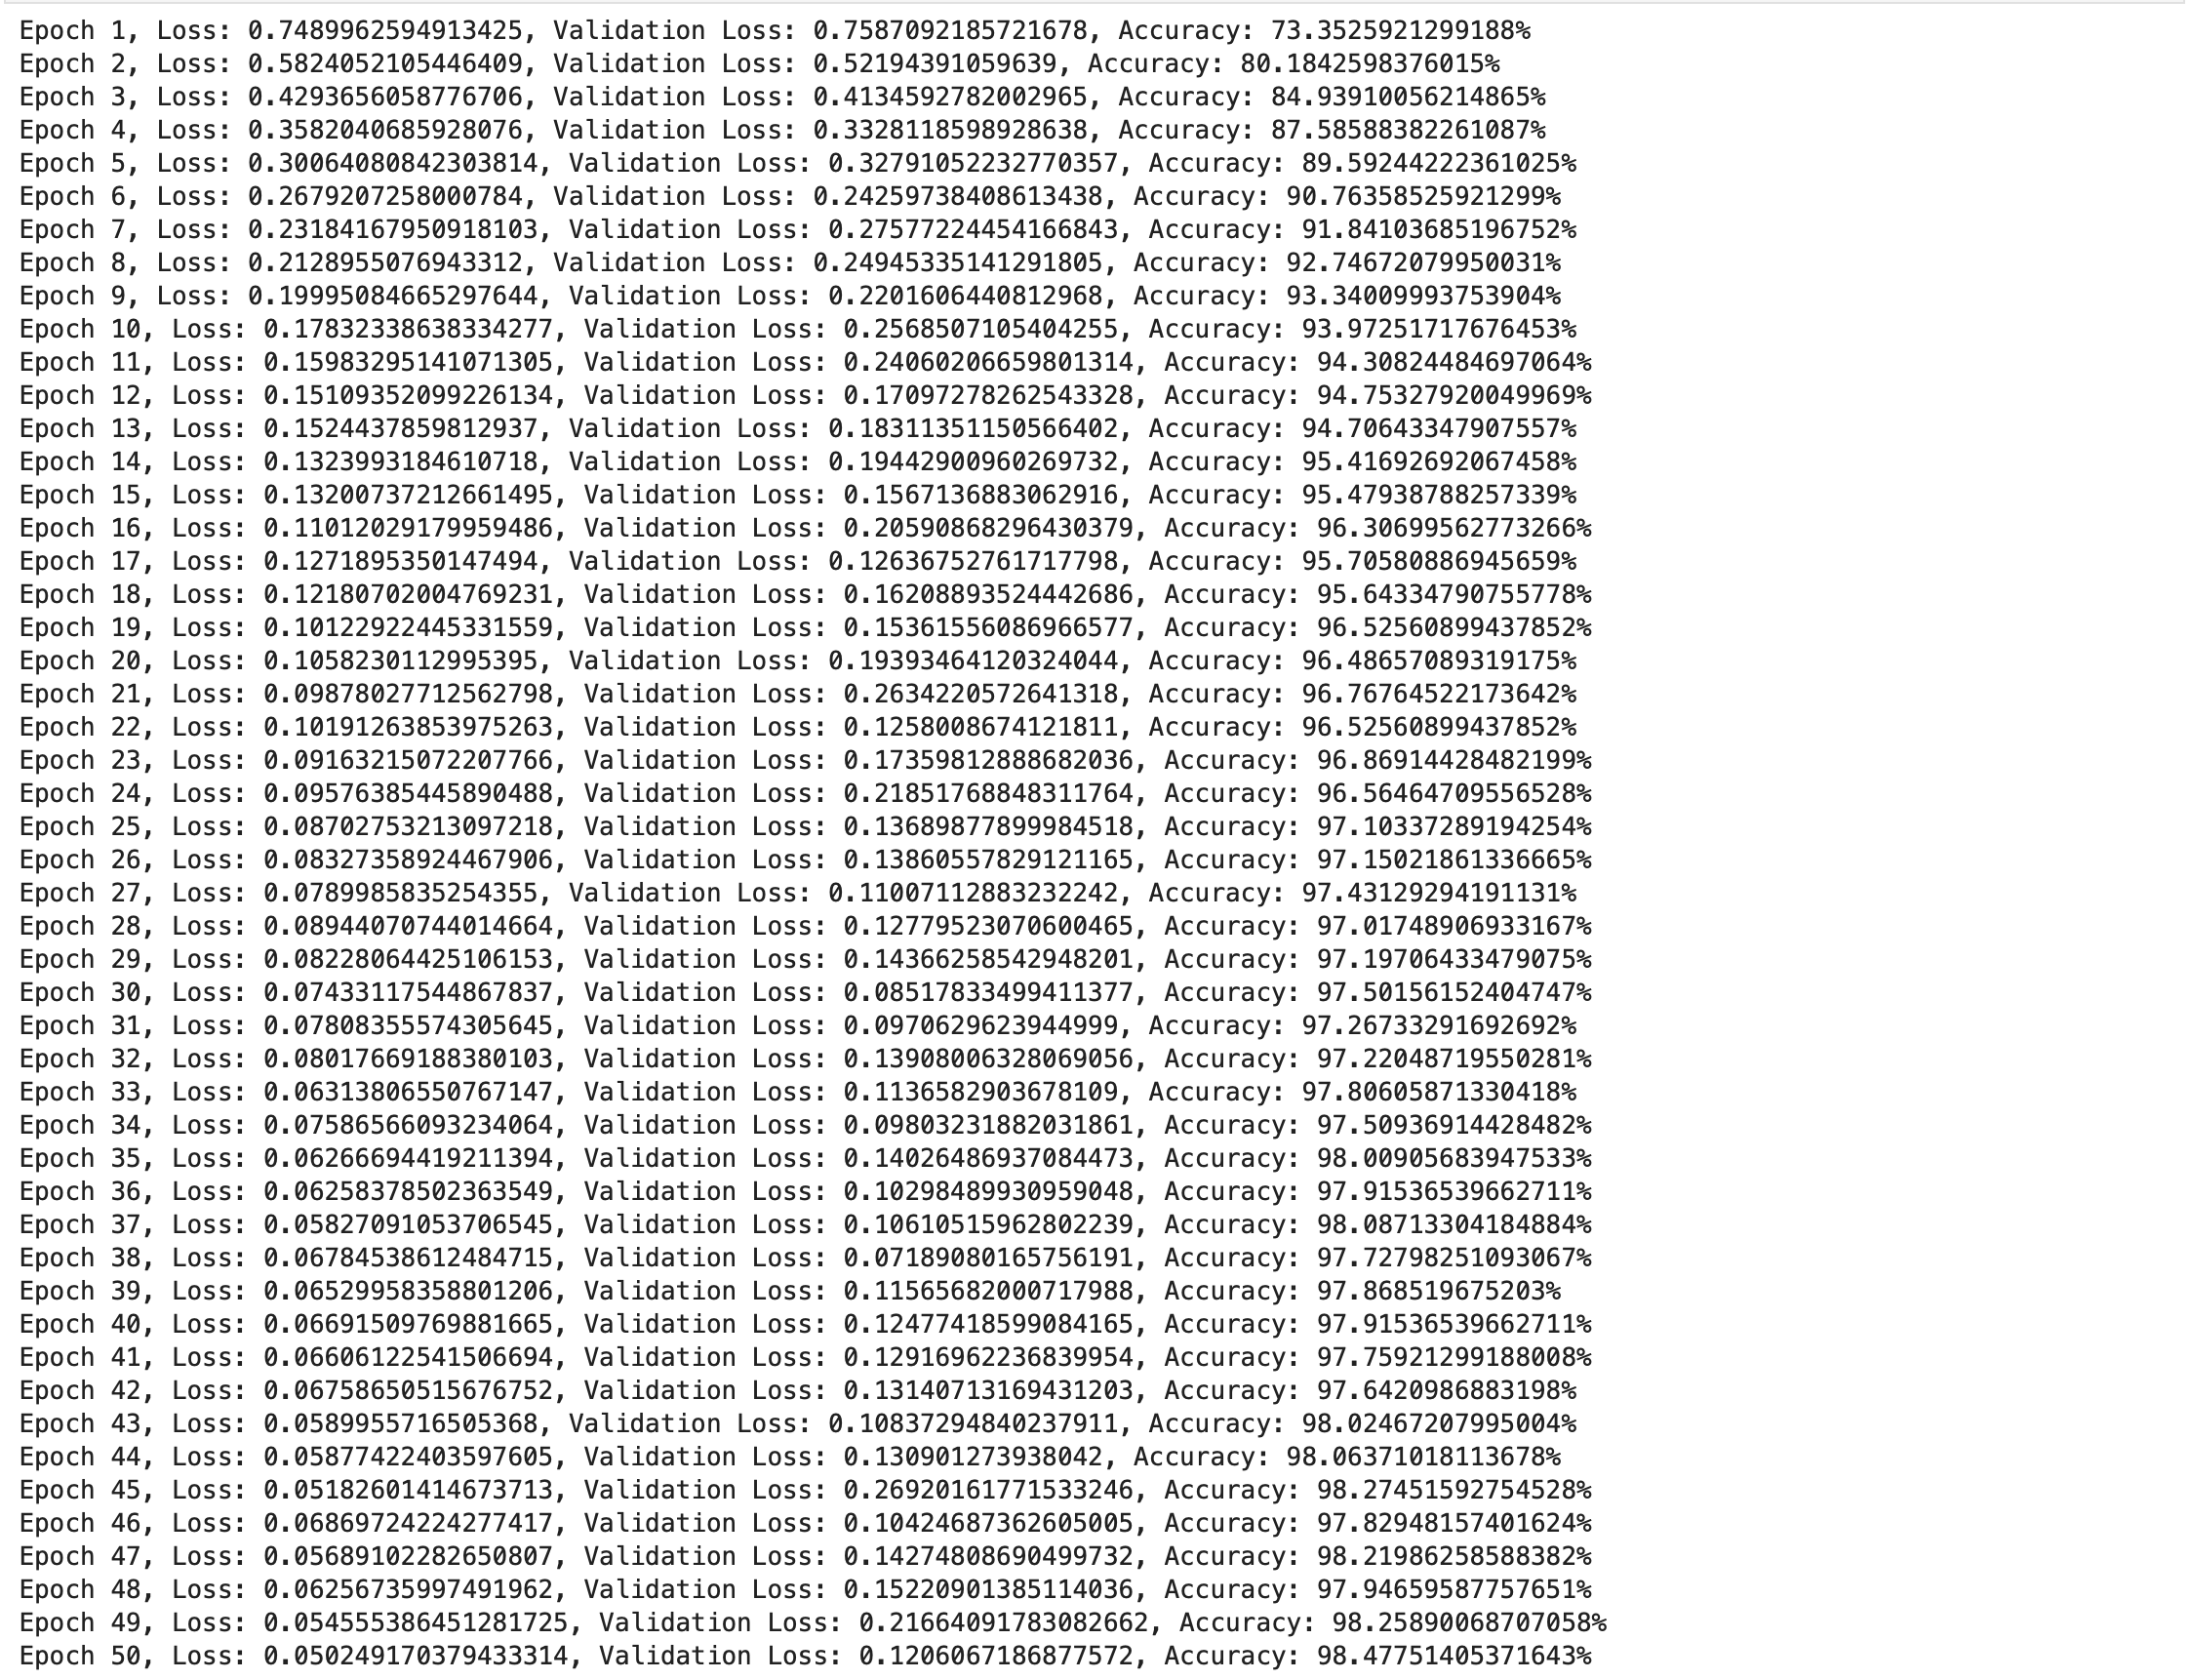 Epoch 1, Loss: 0.7489962594913425, Validation Loss: 0.7587092185721678, Accuracy: 73.3525921299188%
Epoch 2, Loss: 0.5824052105446409, Validation Loss: 0.52194391059639, Accuracy: 80.1842598376015%
Epoch 3, Loss: 0.4293656058776706, Validation Loss: 0.4134592782002965, Accuracy: 84.93910056214865%
Epoch 4, Loss: 0.3582040685928076, Validation Loss: 0.3328118598928638, Accuracy: 87.58588382261087%
Epoch 5, Loss: 0.30064080842303814, Validation Loss: 0.32791052232770357, Accuracy: 89.59244222361025%
Epoch 6, Loss: 0.2679207258000784, Validation Loss: 0.24259738408613438, Accuracy: 90.76358525921299%
Epoch 7, Loss: 0.23184167950918103, Validation Loss: 0.27577224454166843, Accuracy: 91.84103685196752%
Epoch 8, Loss: 0.2128955076943312, Validation Loss: 0.24945335141291805, Accuracy: 92.74672079950031%
Epoch 9, Loss: 0.19995084665297644, Validation Loss: 0.2201606440812968, Accuracy: 93.34009993753904%
Epoch 10, Loss: 0.17832338638334277, Validation Loss: 0.2568507105404255, Accuracy: 93.97251717676453%
Epoch 11, Loss: 0.15983295141071305, Validation Loss: 0.24060206659801314, Accuracy: 94.30824484697064%
Epoch 12, Loss: 0.15109352099226134, Validation Loss: 0.17097278262543328, Accuracy: 94.75327920049969%
Epoch 13, Loss: 0.1524437859812937, Validation Loss: 0.18311351150566402, Accuracy: 94.70643347907557%
Epoch 14, Loss: 0.1323993184610718, Validation Loss: 0.19442900960269732, Accuracy: 95.41692692067458%
Epoch 15, Loss: 0.13200737212661495, Validation Loss: 0.1567136883062916, Accuracy: 95.47938788257339%
Epoch 16, Loss: 0.11012029179959486, Validation Loss: 0.20590868296430379, Accuracy: 96.30699562773266%
Epoch 17, Loss: 0.1271895350147494, Validation Loss: 0.12636752761717798, Accuracy: 95.70580886945659%
Epoch 18, Loss: 0.12180702004769231, Validation Loss: 0.16208893524442686, Accuracy: 95.64334790755778%
Epoch 19, Loss: 0.10122922445331559, Validation Loss: 0.15361556086966577, Accuracy: 96.52560899437852%
Epoch 20, Loss: 0.1058230112995395, Validation Loss: 0.19393464120324044, Accuracy: 96.48657089319175%
Epoch 21, Loss: 0.09878027712562798, Validation Loss: 0.2634220572641318, Accuracy: 96.76764522173642%
Epoch 22, Loss: 0.10191263853975263, Validation Loss: 0.1258008674121811, Accuracy: 96.52560899437852%
Epoch 23, Loss: 0.09163215072207766, Validation Loss: 0.17359812888682036, Accuracy: 96.86914428482199%
Epoch 24, Loss: 0.09576385445890488, Validation Loss: 0.21851768848311764, Accuracy: 96.56464709556528%
Epoch 25, Loss: 0.08702753213097218, Validation Loss: 0.13689877899984518, Accuracy: 97.10337289194254%
Epoch 26, Loss: 0.08327358924467906, Validation Loss: 0.13860557829121165, Accuracy: 97.15021861336665%
Epoch 27, Loss: 0.0789985835254355, Validation Loss: 0.11007112883232242, Accuracy: 97.43129294191131%
Epoch 28, Loss: 0.08944070744014664, Validation Loss: 0.12779523070600465, Accuracy: 97.01748906933167%
Epoch 29, Loss: 0.08228064425106153, Validation Loss: 0.14366258542948201, Accuracy: 97.19706433479075%
Epoch 30, Loss: 0.07433117544867837, Validation Loss: 0.08517833499411377, Accuracy: 97.50156152404747%
Epoch 31, Loss: 0.07808355574305645, Validation Loss: 0.0970629623944999, Accuracy: 97.26733291692692%
Epoch 32, Loss: 0.08017669188380103, Validation Loss: 0.13908006328069056, Accuracy: 97.22048719550281%
Epoch 33, Loss: 0.06313806550767147, Validation Loss: 0.1136582903678109, Accuracy: 97.80605871330418%
Epoch 34, Loss: 0.07586566093234064, Validation Loss: 0.09803231882031861, Accuracy: 97.50936914428482%
Epoch 35, Loss: 0.06266694419211394, Validation Loss: 0.14026486937084473, Accuracy: 98.00905683947533%
Epoch 36, Loss: 0.06258378502363549, Validation Loss: 0.10298489930959048, Accuracy: 97.91536539662711%
Epoch 37, Loss: 0.05827091053706545, Validation Loss: 0.10610515962802239, Accuracy: 98.08713304184884%
Epoch 38, Loss: 0.06784538612484715, Validation Loss: 0.07189080165756191, Accuracy: 97.72798251093067%
Epoch 39, Loss: 0.06529958358801206, Validation Loss: 0.11565682000717988, Accuracy: 97.868519675203%
Epoch 40, Loss: 0.06691509769881665, Validation Loss: 0.12477418599084165, Accuracy: 97.91536539662711%
Epoch 41, Loss: 0.06606122541506694, Validation Loss: 0.12916962236839954, Accuracy: 97.75921299188008%
Epoch 42, Loss: 0.06758650515676752, Validation Loss: 0.13140713169431203, Accuracy: 97.6420986883198%
Epoch 43, Loss: 0.0589955716505368, Validation Loss: 0.10837294840237911, Accuracy: 98.02467207995004%
Epoch 44, Loss: 0.05877422403597605, Validation Loss: 0.130901273938042, Accuracy: 98.06371018113678%
Epoch 45, Loss: 0.05182601414673713, Validation Loss: 0.26920161771533246, Accuracy: 98.27451592754528%
Epoch 46, Loss: 0.06869724224277417, Validation Loss: 0.10424687362605005, Accuracy: 97.82948157401624%
Epoch 47, Loss: 0.05689102282650807, Validation Loss: 0.14274808690499732, Accuracy: 98.21986258588382%
Epoch 48, Loss: 0.06256735997491962, Validation Loss: 0.15220901385114036, Accuracy: 97.94659587757651%
Epoch 49, Loss: 0.054555386451281725, Validation Loss: 0.21664091783082662, Accuracy: 98.25890068707058%
Epoch 50, Loss: 0.050249170379433314, Validation Loss: 0.1206067186877572, Accuracy: 98.47751405371643%